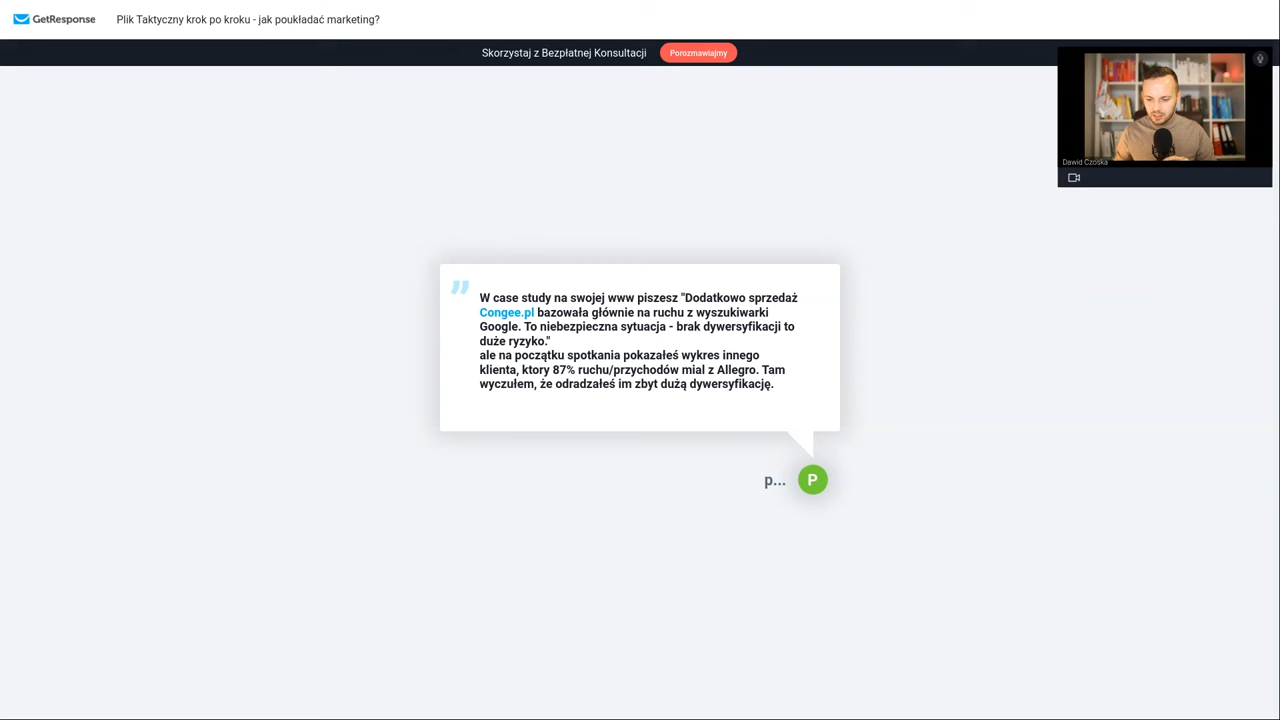 GetResponse Plik Taktyczny krok po kroku - jak poukładać marketing?
Skorzystaj z Bezpłatnej Konsultacji Porozmawiajmy
Dawid Czoska
W case study na swojej www piszesz "Dodatkowo sprzedaż
Congee.pl bazowała głównie na ruchu z wyszukiwarki
Google. To niebezpieczna sytuacja - brak dywersyfikacji to
duże ryzyko."
ale na początku spotkania pokazałeś wykres innego
klienta, ktory 87% ruchu/przychodów mial z Allegro. Tam
wyczułem, że odradzałeś im zbyt dużą dywersyfikację.
p... P